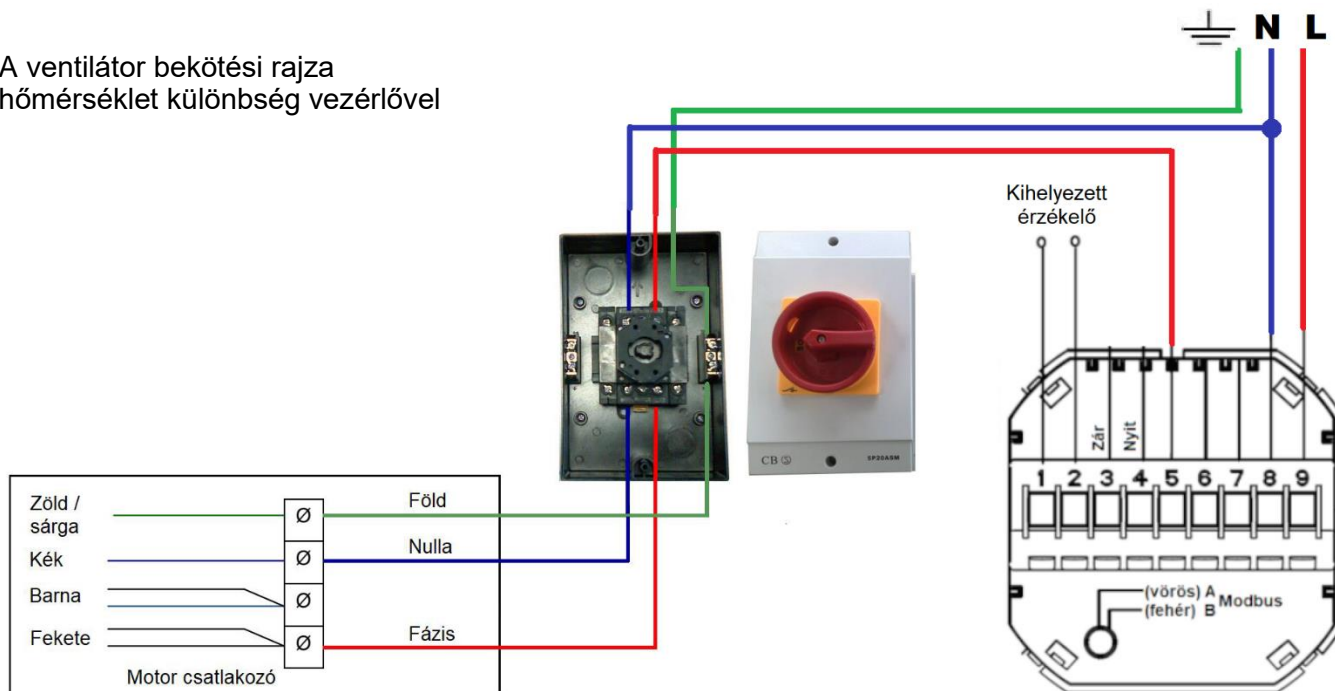 A ventilátor bekötési rajza
hőmérséklet különbség vezérlővel
N L
Kihelyezett
érzékelő
Zár
Nyit
1 2 3 4 5 6 7 8 9
CB S
SP20ASM
Zöld /
sárga
Föld
Kék
Nulla
Barna
Fekete
Fázis
Motor csatlakozó
(vörös) A
(fehér) B
Modbus